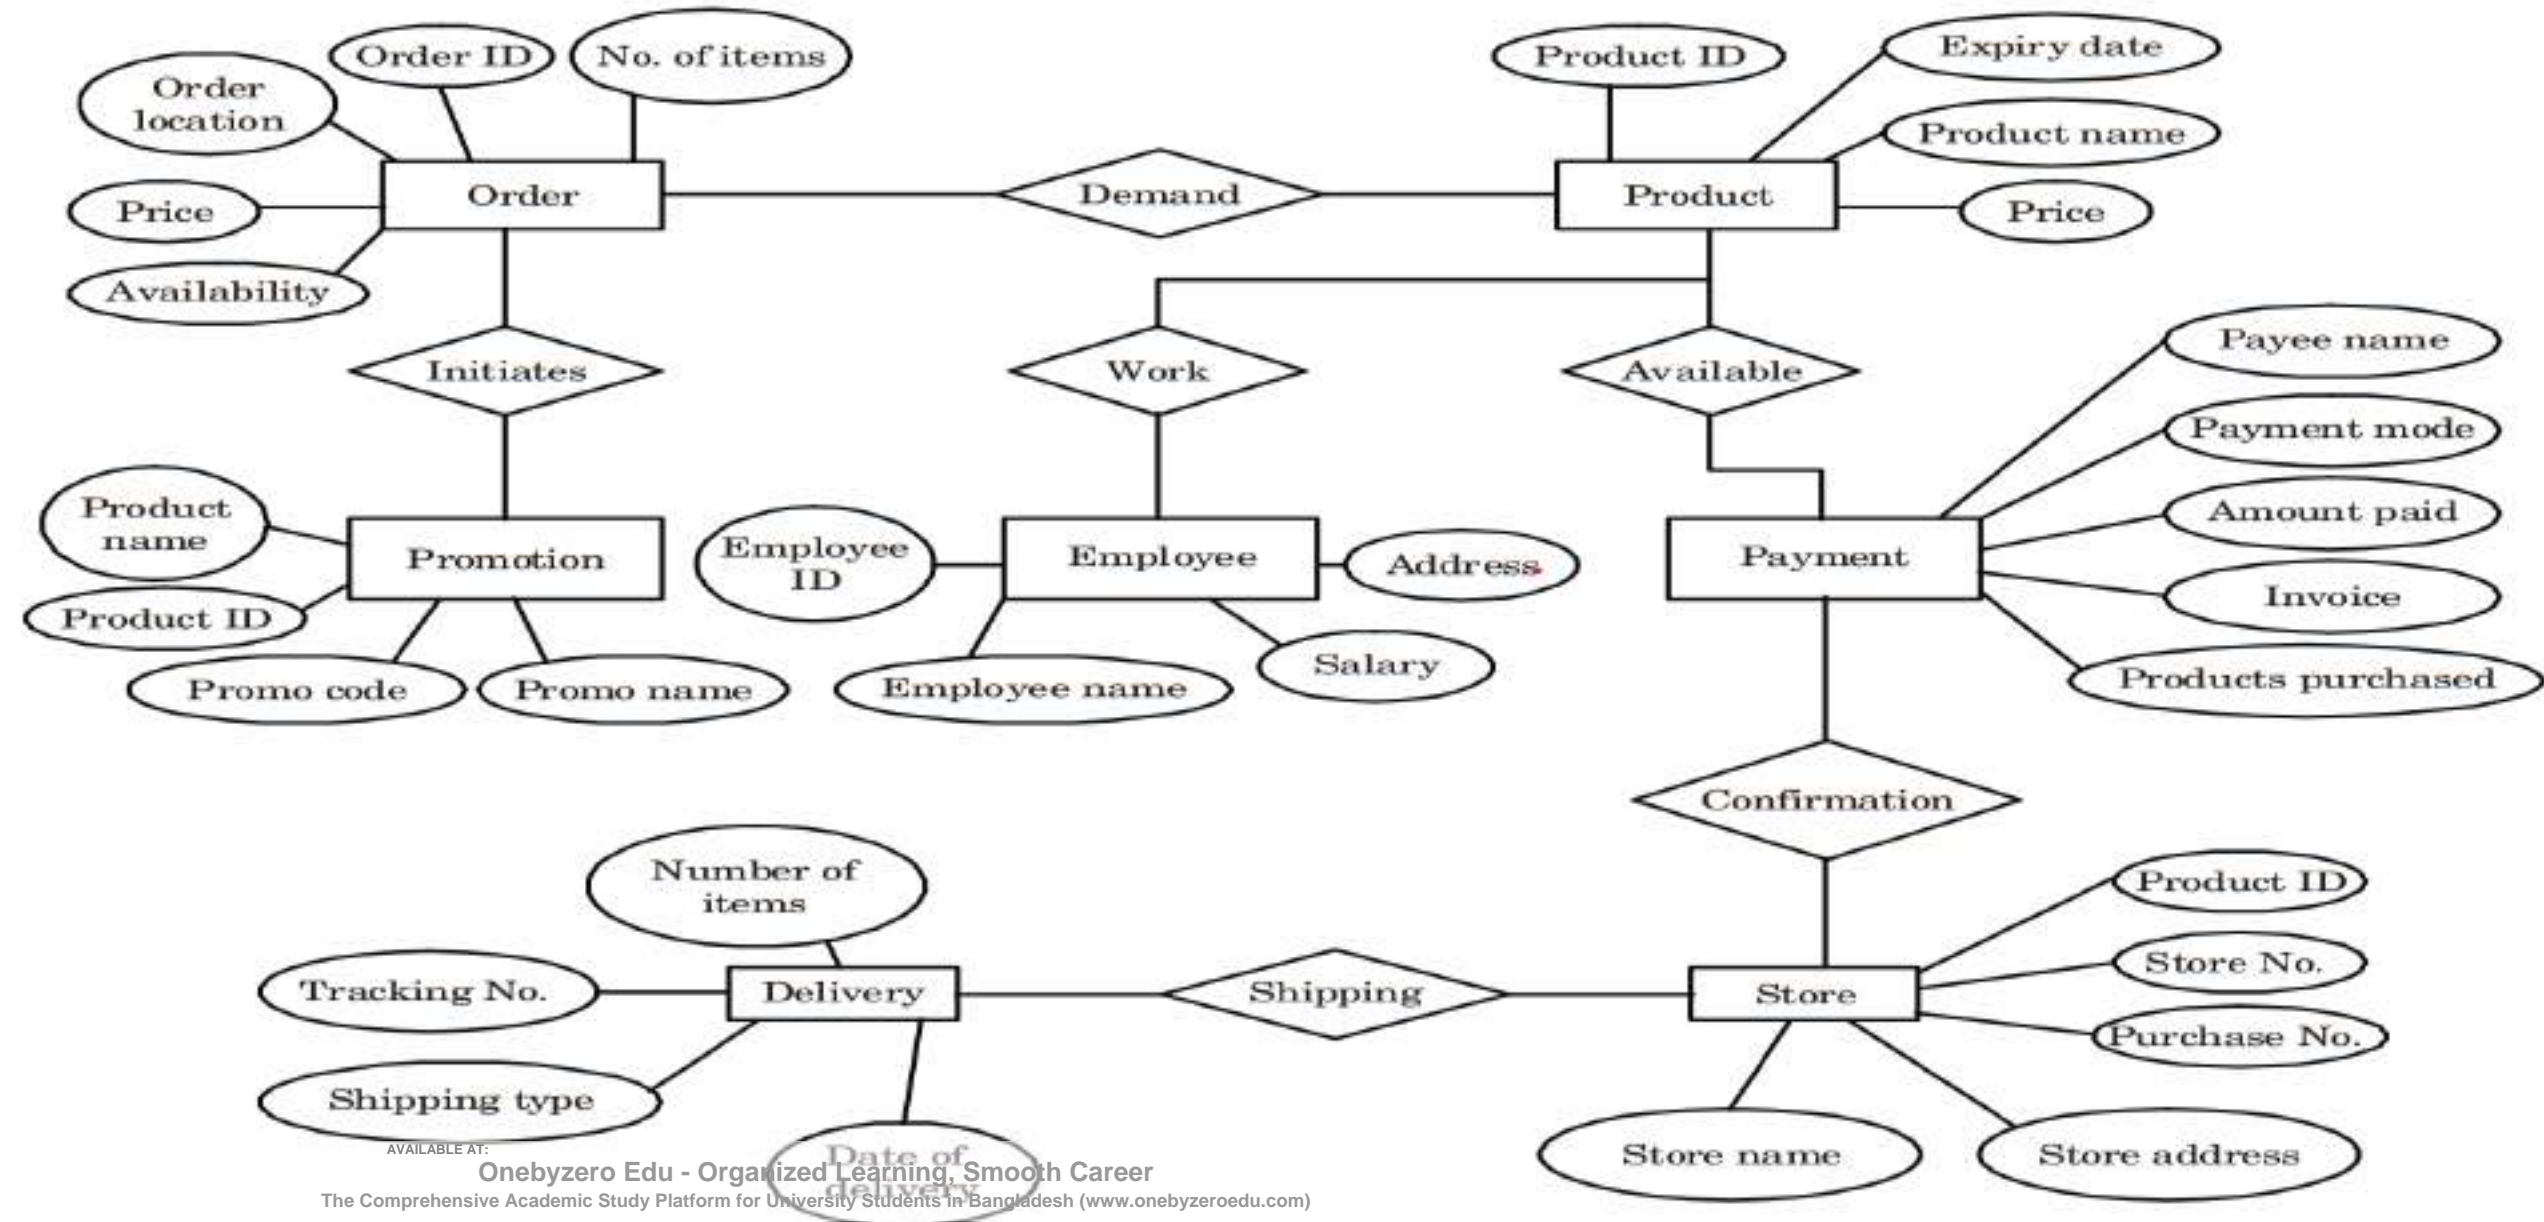 Order ID
No. of items
Order
location
Price
Availability
Order
Demand
Product ID
Expiry date
Product name
Price
Product
Initiates
Work
Available
Product
name
Product ID
Promo code
Promo name
Promotion
Employee
ID
Employee
Address
Employee name
Salary
Payee name
Payment mode
Amount paid
Invoice
Products purchased
Payment
Confirmation
Number of
items
Tracking No.
Delivery
Shipping type
Date of
delivery
Shipping
Store
Product ID
Store No.
Purchase No.
Store name
Store address
AVAILABLE AT:
Onebyzero Edu - Organized Learning, Smooth Career
The Comprehensive Academic Study Platform for University Students in Bangladesh (www.onebyzeroedu.com)